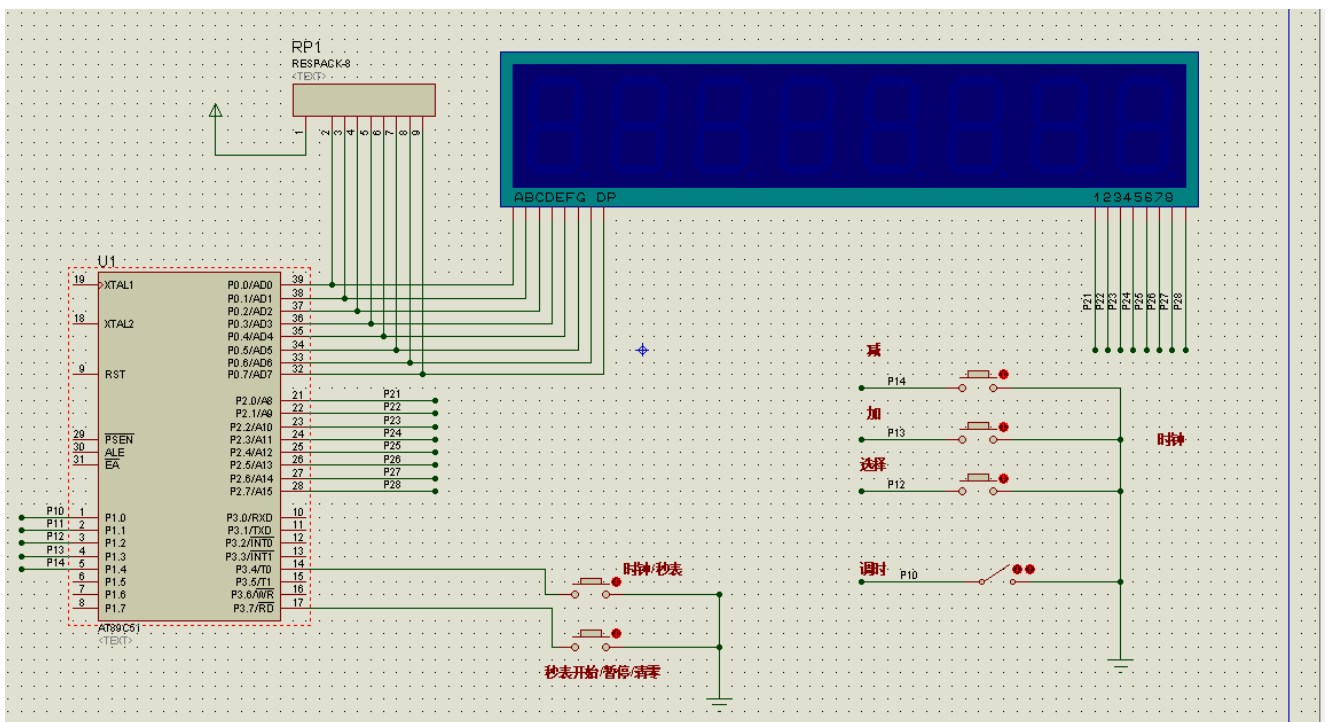 RP1
RESPACK-8
<TEXT>
1
2
3
4
5
6
7
8
9
ABCDEFG DP
12345678
P21
P22
P23
P24
P25
P26
P27
P28
U1
19 XTAL1
18 XTAL2
9 RST
29 PSEN
30 ALE
31 EA
P10 1 P1.0
P11 2 P1.1
P12 3 P1.2
P13 4 P1.3
P14 5 P1.4
6 P1.5
7 P1.6
8 P1.7
P0.0/AD0 39
P0.1/AD1 38
P0.2/AD2 37
P0.3/AD3 36
P0.4/AD4 35
P0.5/AD5 34
P0.6/AD6 33
P0.7/AD7 32
P2.0/A8 21 P21
P2.1/A9 22 P22
P2.2/A10 23 P23
P2.3/A11 24 P24
P2.4/A12 25 P25
P2.5/A13 26 P26
P2.6/A14 27 P27
P2.7/A15 28 P28
P3.0/RXD 10
P3.1/TXD 11
P3.2/INT0 12
P3.3/INT1 13
P3.4/T0 14
P3.5/T1 15
P3.6/WR 16
P3.7/RD 17
AT89C51
<TEXT>
减
P14
加
P13
时钟
选择
P12
调时
P10
时钟/秒表
秒表开始/暂停/清零